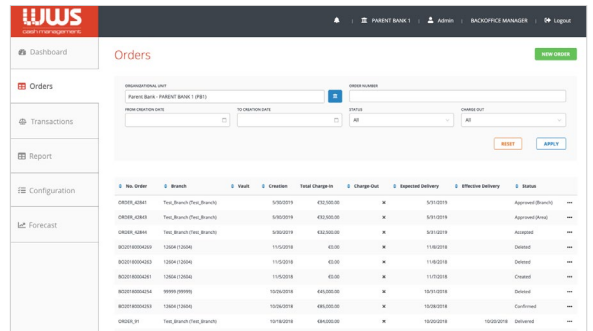 WWS
cash management
PARENT BANK 1 | Admin | BACKOFFICE MANAGER | Logout
Dashboard
Orders
Transactions
Report
Configuration
Forecast
Orders
NEW ORDER
ORGANIZATIONAL UNIT ORDER NUMBER
Parent Bank - PARENT BANK 1 (PB1)
FROM CREATION DATE TO CREATION DATE STATUS CHARGE OUT
All All
RESET APPLY
No. Order Branch Vault Creation Total Charge-In Charge-Out Expected Delivery Effective Delivery Status
ORDER_42841 Test_Branch (Test_Branch) 5/30/2019 €32,500.00 5/31/2019 Approved (Branch)
ORDER_42843 Test_Branch (Test_Branch) 5/30/2019 €32,500.00 5/31/2019 Approved (Area)
ORDER_42844 Test_Branch (Test_Branch) 5/30/2019 €32,500.00 5/31/2019 Accepted
BO20180004269 12604 (12604) 11/5/2018 €0.00 11/8/2018 Deleted
BO20180004263 12604 (12604) 11/5/2018 €0.00 11/8/2018 Deleted
BO20180004261 12604 (12604) 11/5/2018 €0.00 11/7/2018 Created
BO20180004254 99999 (99999) 10/26/2018 €45,000.00 10/31/2018 Deleted
BO20180004253 12604 (12604) 10/26/2018 €80,000.00 10/28/2018 Confirmed
ORDER_91 Test_Branch (Test_Branch) 10/18/2018 €84,000.00 10/20/2018 10/20/2018 Delivered